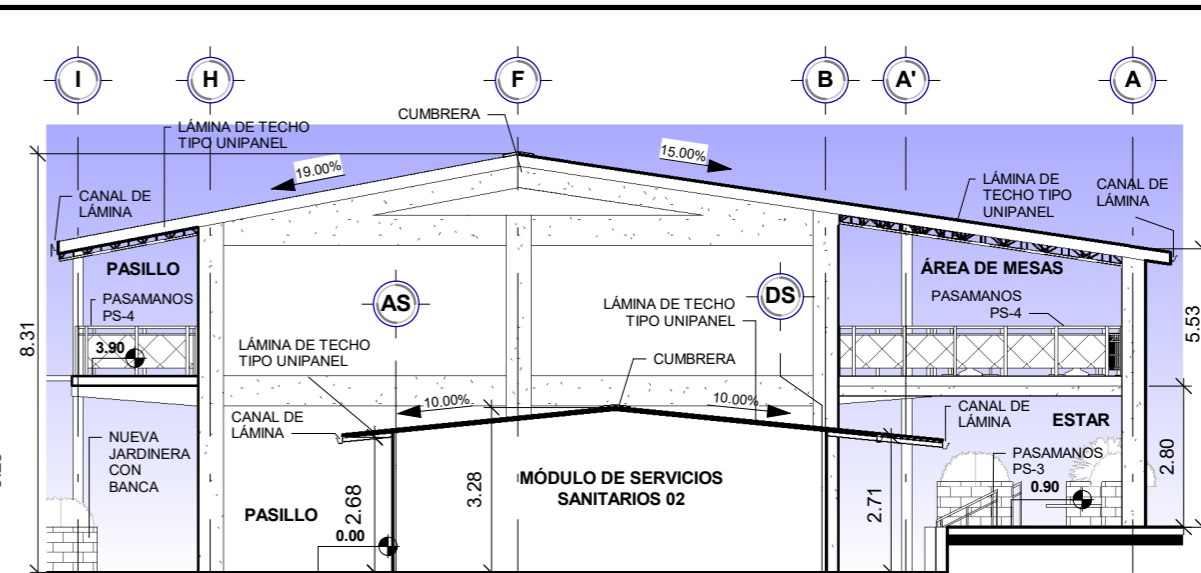 I
H
F
B
A'
A
LÁMINA DE TECHO
TIPO UNIPANEL
CUMBRERA
19.00%
15.00%
CANAL DE
LÁMINA
LÁMINA DE
TECHO TIPO
UNIPANEL
CANAL DE
LÁMINA
PASILLO
ÁREA DE MESAS
PASAMANOS
PS-4
AS
DS
LÁMINA DE TECHO
TIPO UNIPANEL
PASAMANOS
PS-4
8.31
3.90
5.53
LÁMINA DE TECHO
TIPO UNIPANEL
CUMBRERA
10.00%
10.00%
CANAL DE
LÁMINA
CANAL DE
LÁMINA
ESTAR
NUEVA
JARDINERA
CON
BANCA
PASAMANOS
PS-3
0.90
2.80
MÓDULO DE SERVICIOS
SANITARIOS 02
PASILLO
2.68
3.28
2.71
0.00